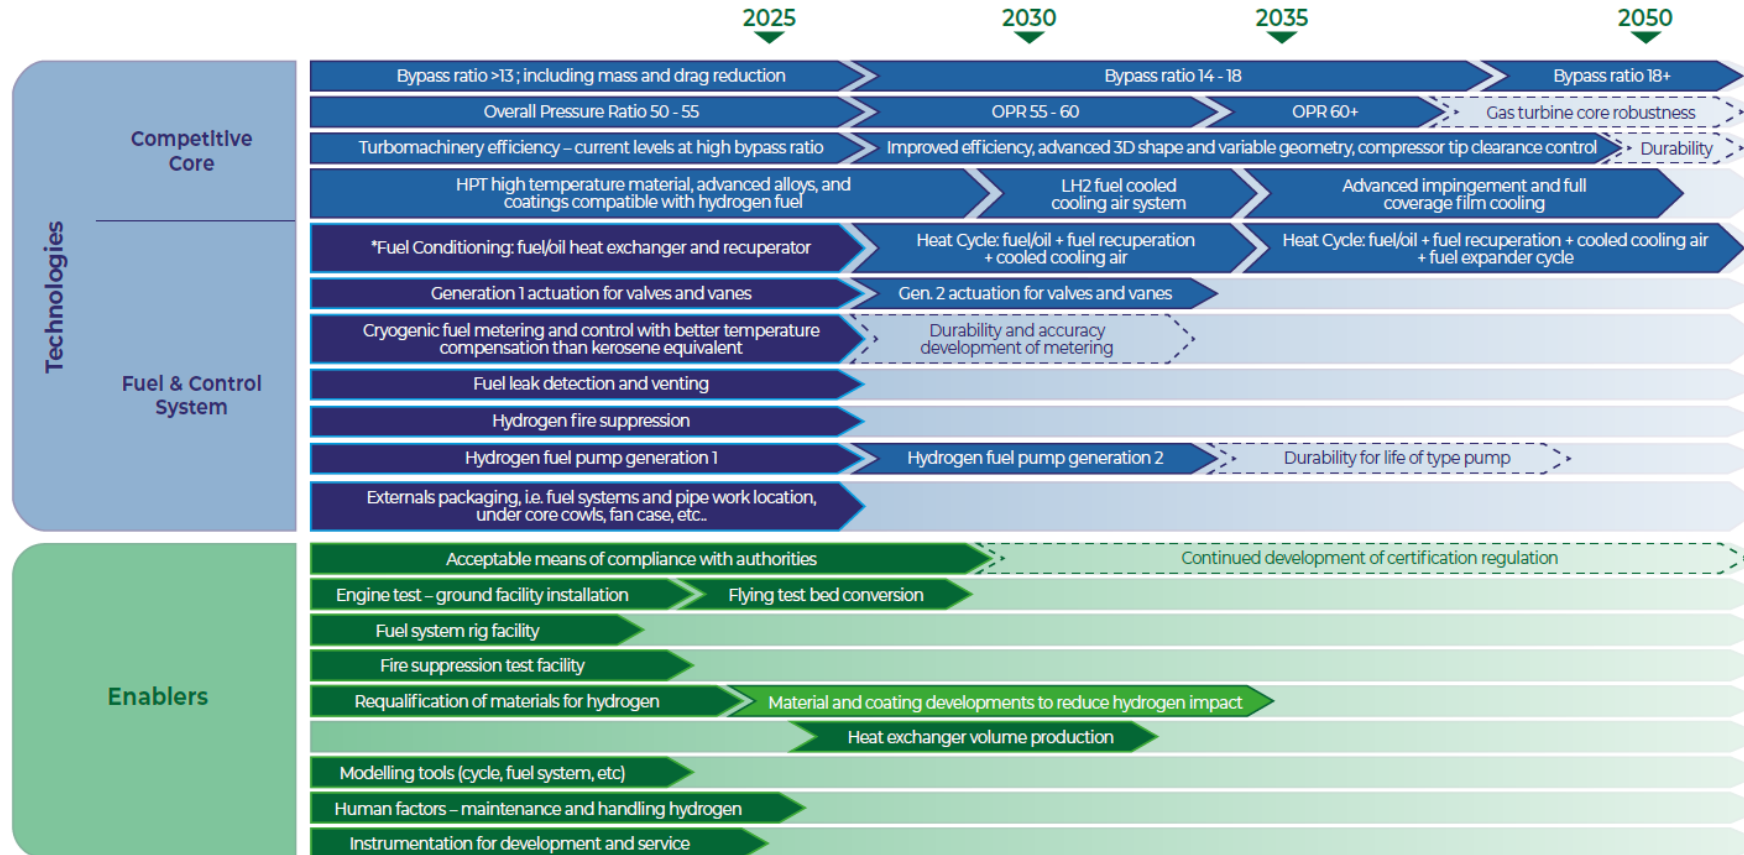 2025
2030
2035
2050
Technologies
Competitive
Core
Bypass ratio >13 ; including mass and drag reduction
Bypass ratio 14 - 18
Bypass ratio 18+
Overall Pressure Ratio 50 - 55
OPR 55 - 60
OPR 60+
Gas turbine core robustness
Turbomachinery efficiency – current levels at high bypass ratio
Improved efficiency, advanced 3D shape and variable geometry, compressor tip clearance control
Durability
HPT high temperature material, advanced alloys, and
coatings compatible with hydrogen fuel
LH2 fuel cooled
cooling air system
Advanced impingement and full
coverage film cooling
Fuel & Control
System
*Fuel Conditioning: fuel/oil heat exchanger and recuperator
Heat Cycle: fuel/oil + fuel recuperation
+ cooled cooling air
Heat Cycle: fuel/oil + fuel recuperation + cooled cooling air
+ fuel expander cycle
Generation 1 actuation for valves and vanes
Gen. 2 actuation for valves and vanes
Cryogenic fuel metering and control with better temperature
compensation than kerosene equivalent
Durability and accuracy
development of metering
Fuel leak detection and venting
Hydrogen fire suppression
Hydrogen fuel pump generation 1
Hydrogen fuel pump generation 2
Durability for life of type pump
Externals packaging, i.e. fuel systems and pipe work location,
under core cowls, fan case, etc..
Enablers
Acceptable means of compliance with authorities
Continued development of certification regulation
Engine test – ground facility installation
Flying test bed conversion
Fuel system rig facility
Fire suppression test facility
Requalification of materials for hydrogen
Material and coating developments to reduce hydrogen impact
Heat exchanger volume production
Modelling tools (cycle, fuel system, etc)
Human factors – maintenance and handling hydrogen
Instrumentation for development and service